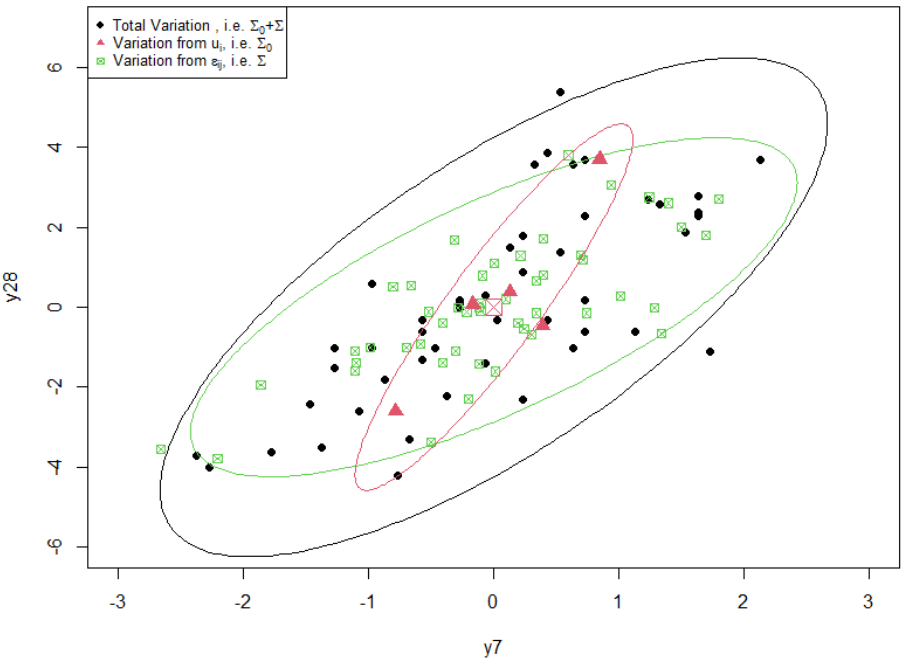 Total Variation , i.e. Σ₀+Σ
Variation from uᵢ, i.e. Σ₀
Variation from εᵢⱼ, i.e. Σ
6
4
2
0
-2
-4
-6
y28
-3 -2 -1 0 1 2 3
y7